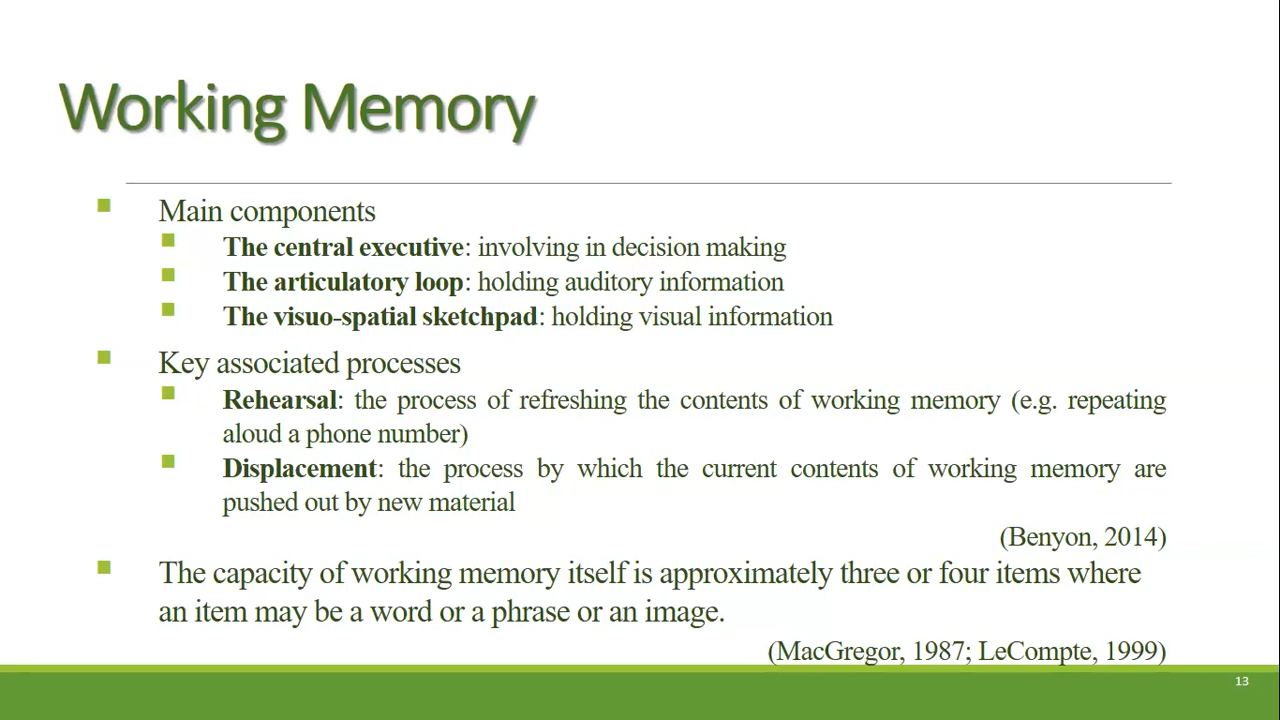 Working Memory
Main components
The central executive: involving in decision making
The articulatory loop: holding auditory information
The visuo-spatial sketchpad: holding visual information
Key associated processes
Rehearsal: the process of refreshing the contents of working memory (e.g. repeating
aloud a phone number)
Displacement: the process by which the current contents of working memory are
pushed out by new material
(Benyon, 2014)
The capacity of working memory itself is approximately three or four items where
an item may be a word or a phrase or an image.
(MacGregor, 1987; LeCompte, 1999)
13